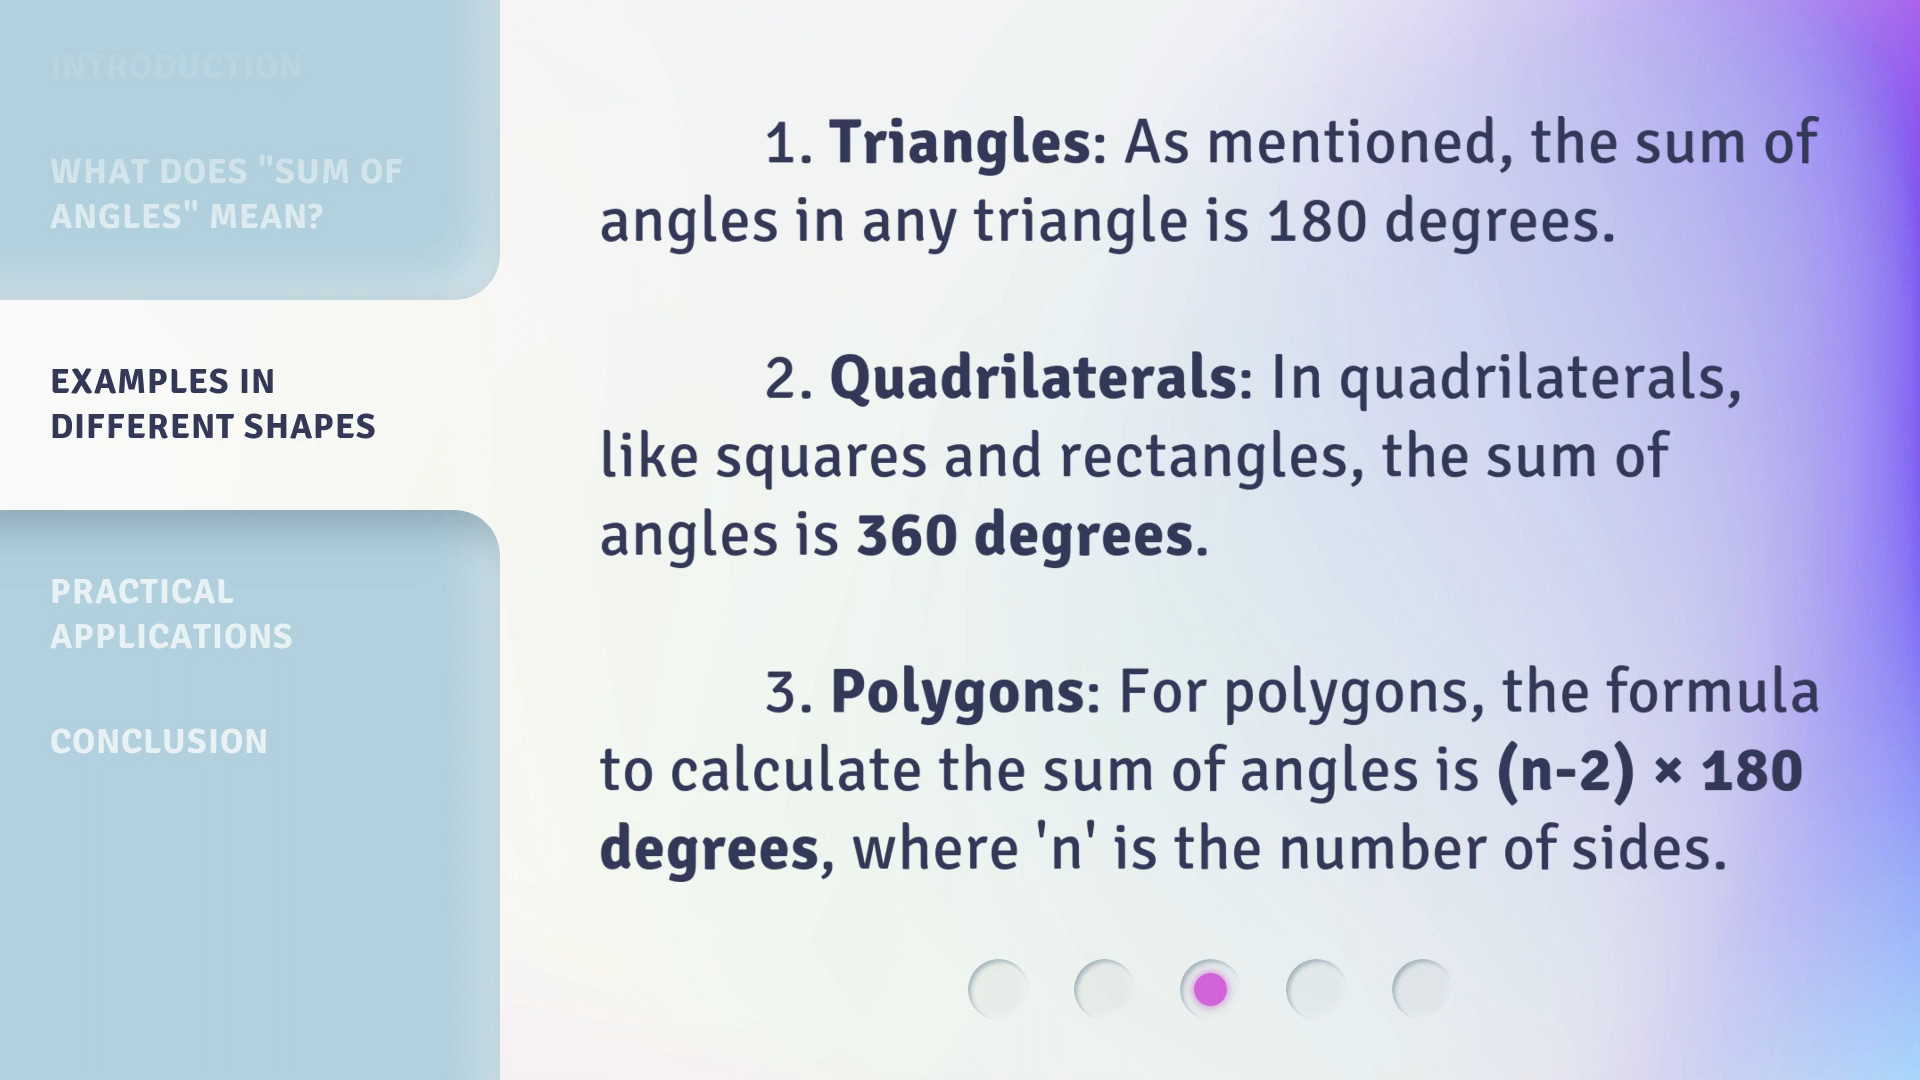 INTRODUCTION
WHAT DOES "SUM OF
ANGLES" MEAN?
EXAMPLES IN
DIFFERENT SHAPES
PRACTICAL
APPLICATIONS
CONCLUSION
1. Triangles: As mentioned, the sum of
angles in any triangle is 180 degrees.
2. Quadrilaterals: In quadrilaterals,
like squares and rectangles, the sum of
angles is 360 degrees.
3. Polygons: For polygons, the formula
to calculate the sum of angles is (n-2) × 180
degrees, where 'n' is the number of sides.